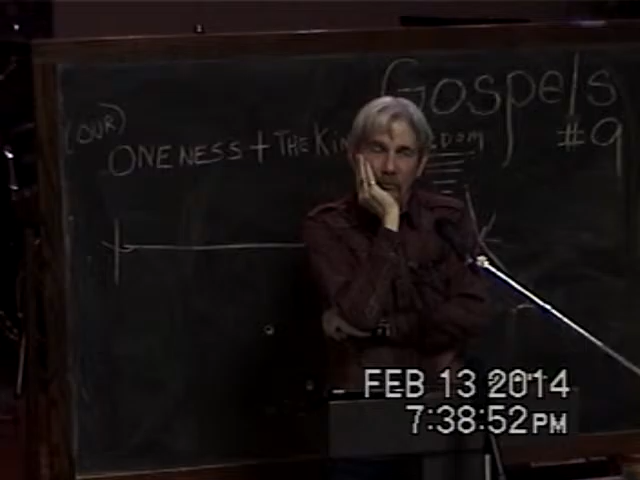 Gospels
#9
(OUR)
ONENESS + THE KIN DOM
FEB 13 2014
7:38:52PM